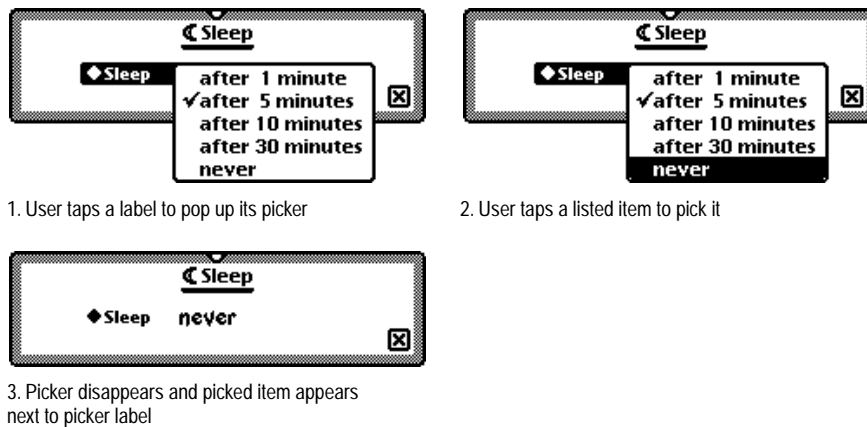 Sleep
◆Sleep
after 1 minute
✓after 5 minutes
after 10 minutes
after 30 minutes
never
1. User taps a label to pop up its picker
Sleep
◆Sleep
after 1 minute
✓after 5 minutes
after 10 minutes
after 30 minutes
never
2. User taps a listed item to pick it
Sleep
◆Sleep never
3. Picker disappears and picked item appears
next to picker label